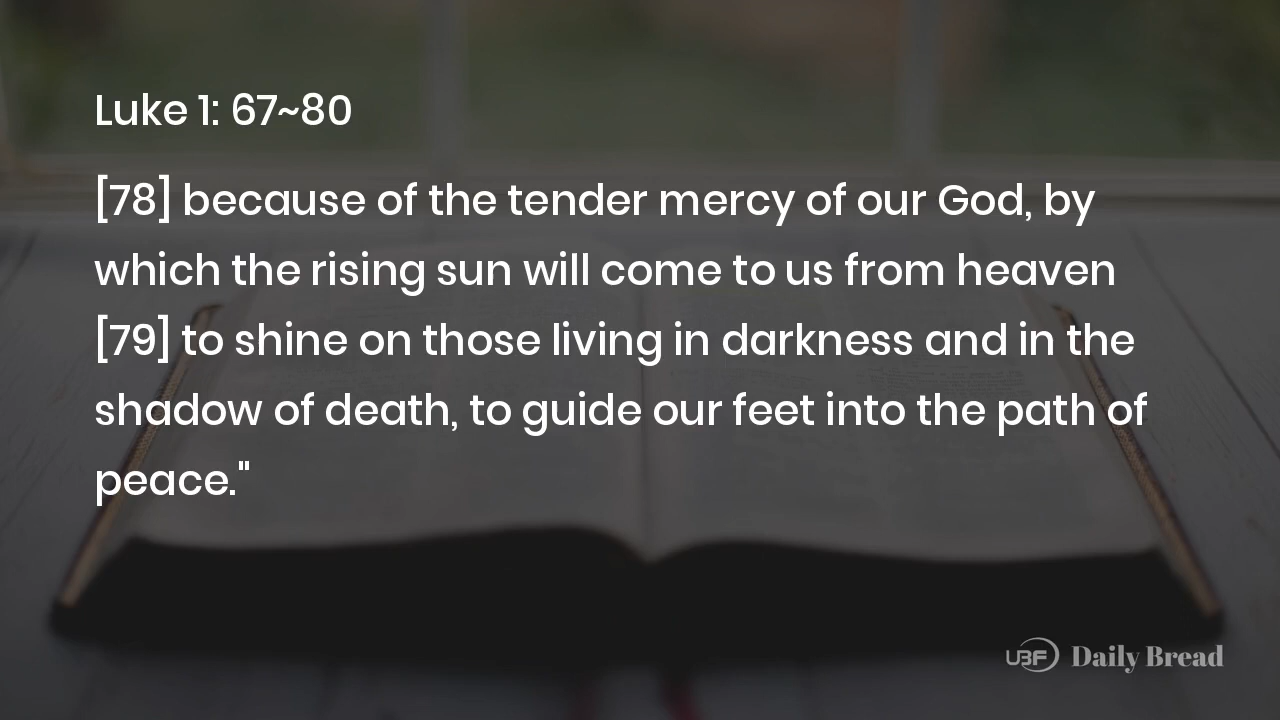 Luke 1: 67~80
[78] because of the tender mercy of our God, by
which the rising sun will come to us from heaven
[79] to shine on those living in darkness and in the
shadow of death, to guide our feet into the path of
peace."
UBF Daily Bread